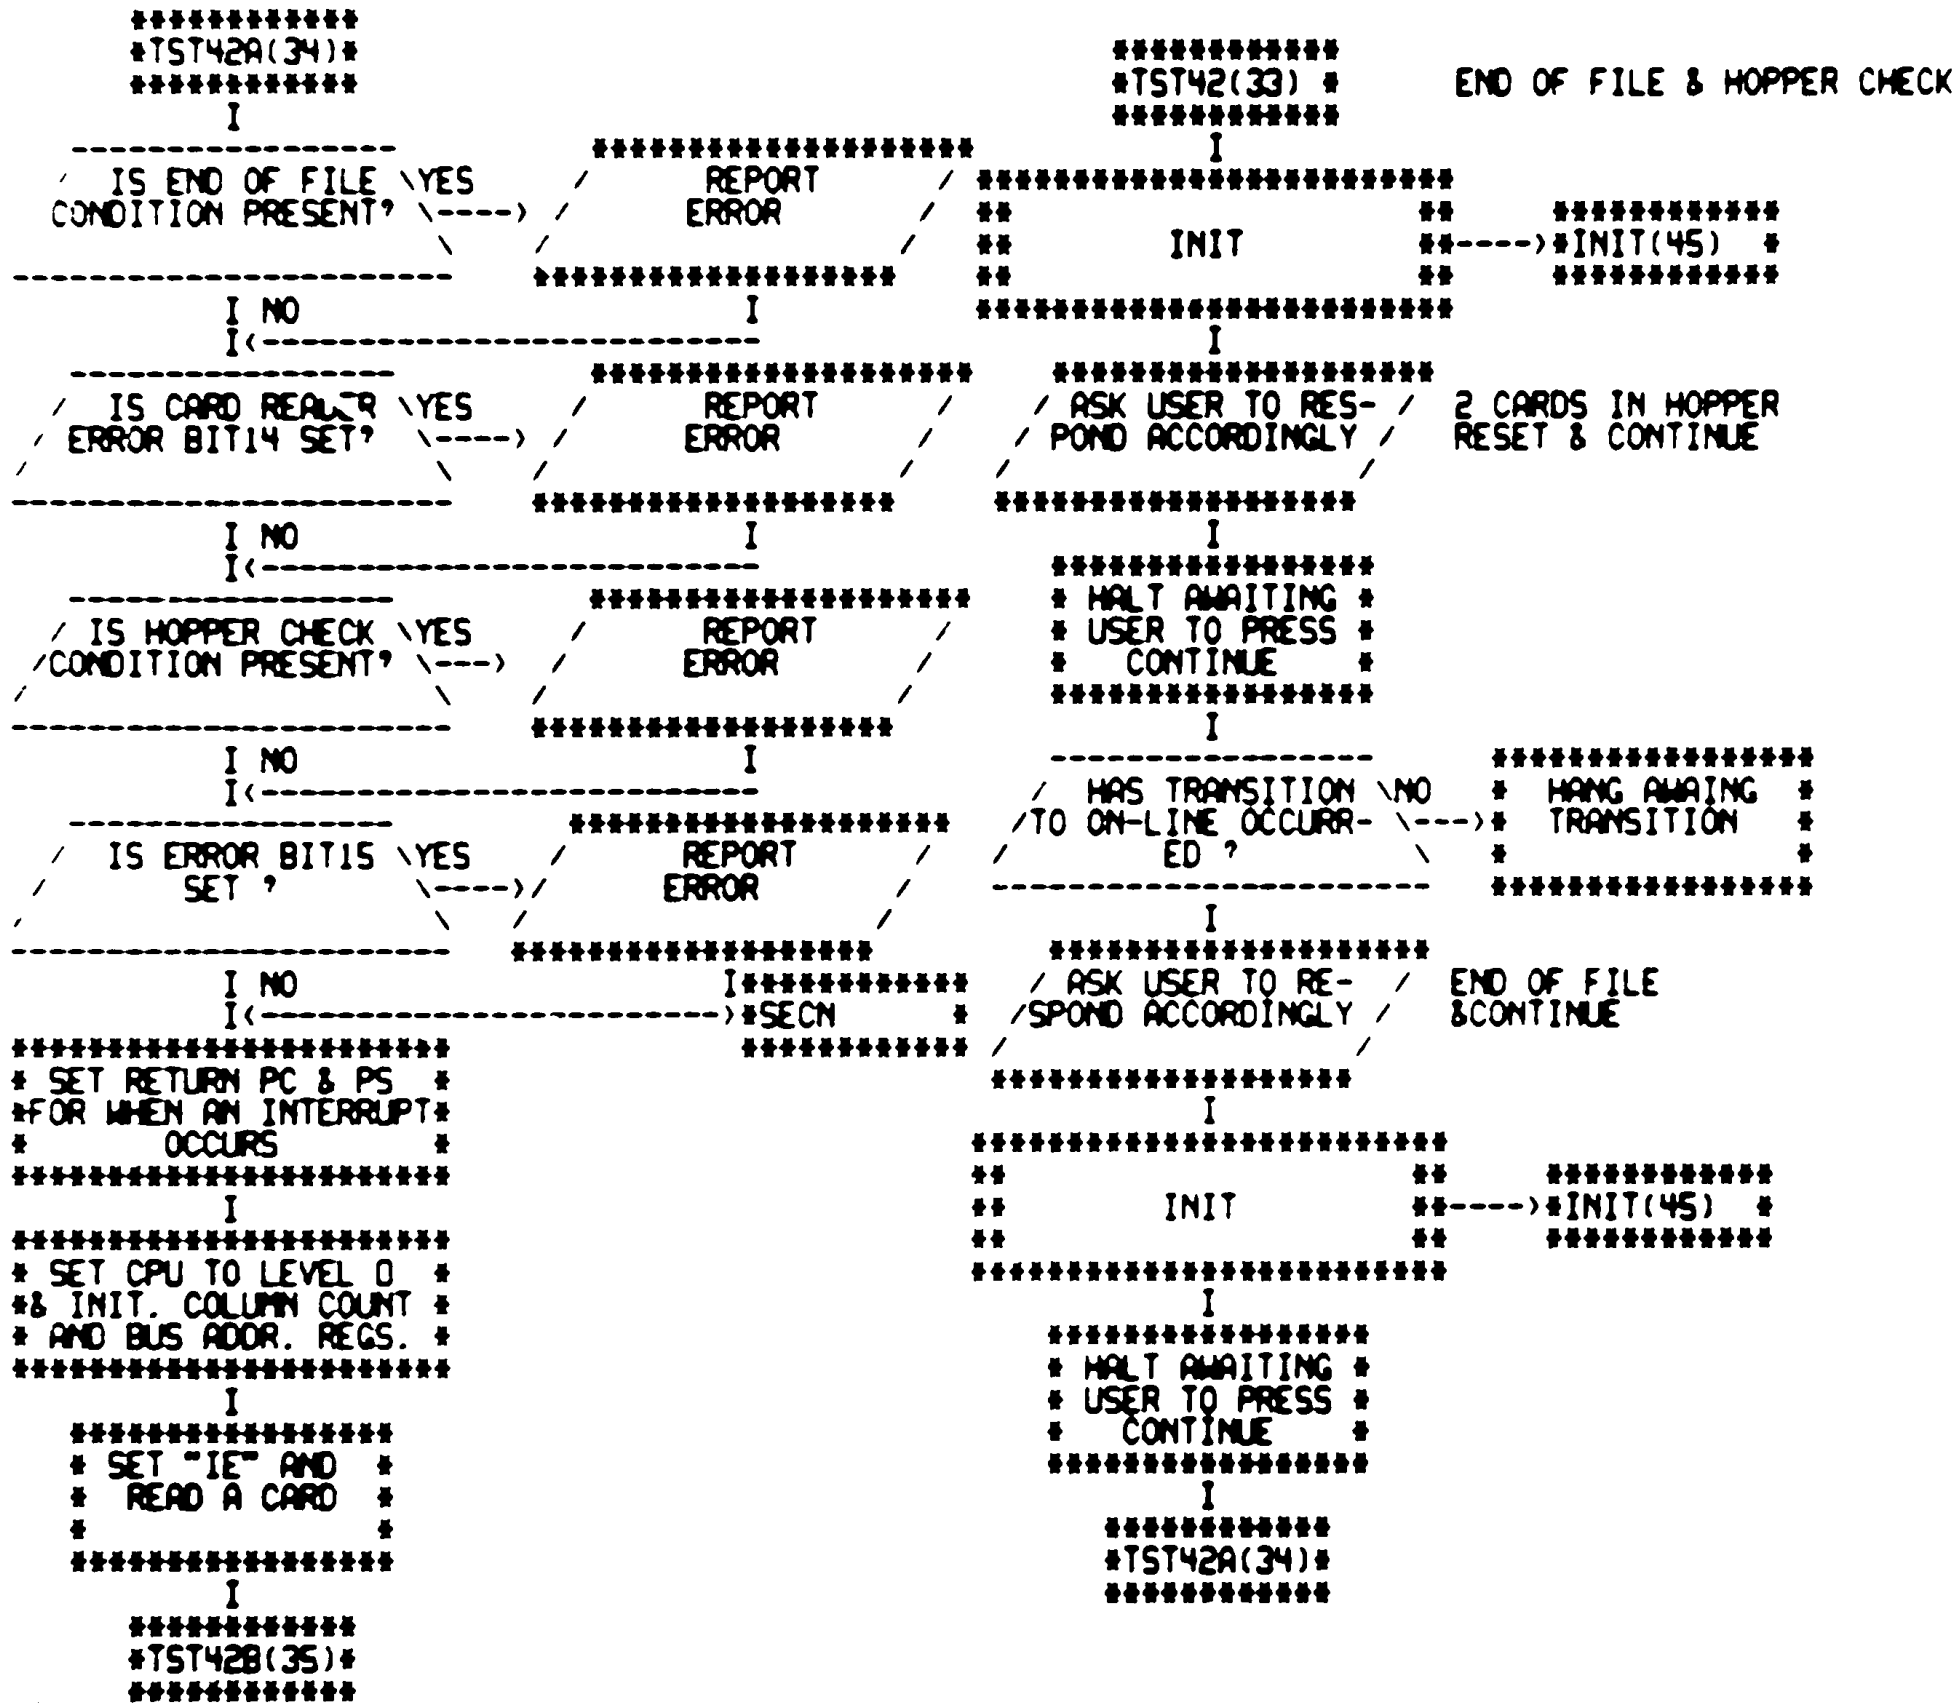 TST42A(34)
IS END OF FILE YES
CONDITION PRESENT?
REPORT
ERROR
I NO
IS CARD REA R YES
ERROR BIT14 SET?
REPORT
ERROR
I NO
IS HOPPER CHECK YES
CONDITION PRESENT?
REPORT
ERROR
I NO
IS ERROR BIT15 YES
SET ?
REPORT
ERROR
I NO
SECN
SET RETURN PC & PS
FOR WHEN AN INTERRUPT
OCCURS
SET CPU TO LEVEL 0
& INIT. COLUMN COUNT
AND BUS ADDR. REGS.
SET "IE" AND
READ A CARD
TST42B(35)
TST42(33)
END OF FILE & HOPPER CHECK
INIT
INIT(45)
ASK USER TO RES-
POND ACCORDINGLY
2 CARDS IN HOPPER
RESET & CONTINUE
HALT AWAITING
USER TO PRESS
CONTINUE
HAS TRANSITION NO
TO ON-LINE OCCURR-
ED ?
HANG AWAING
TRANSITION
ASK USER TO RE-
SPOND ACCORDINGLY
END OF FILE
&CONTINUE
INIT
INIT(45)
HALT AWAITING
USER TO PRESS
CONTINUE
TST42A(34)